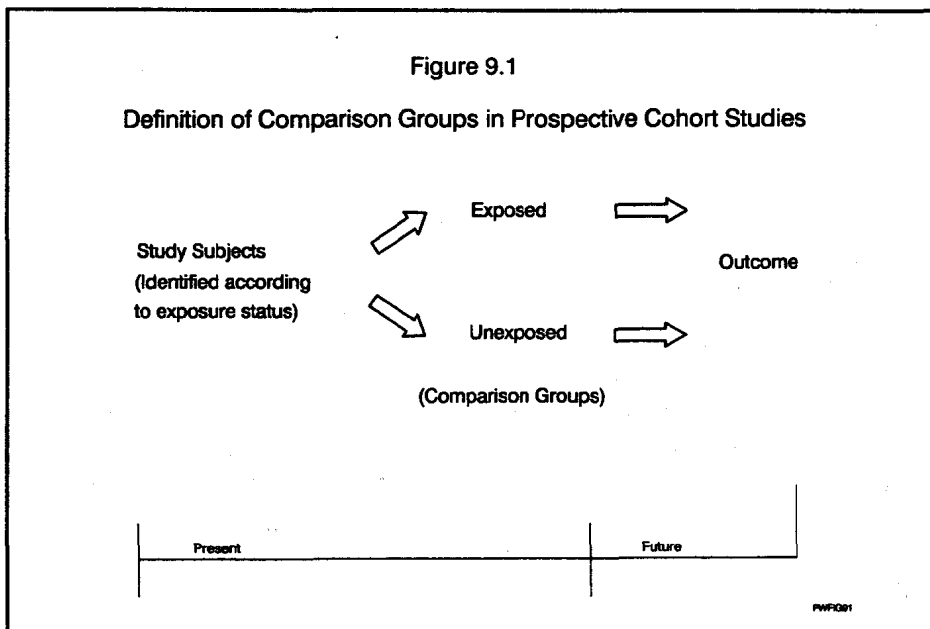 Figure 9.1
Definition of Comparison Groups in Prospective Cohort Studies
Exposed
Study Subjects
(Identified according
to exposure status)
Outcome
Unexposed
(Comparison Groups)
Present
Future
PWFIG91